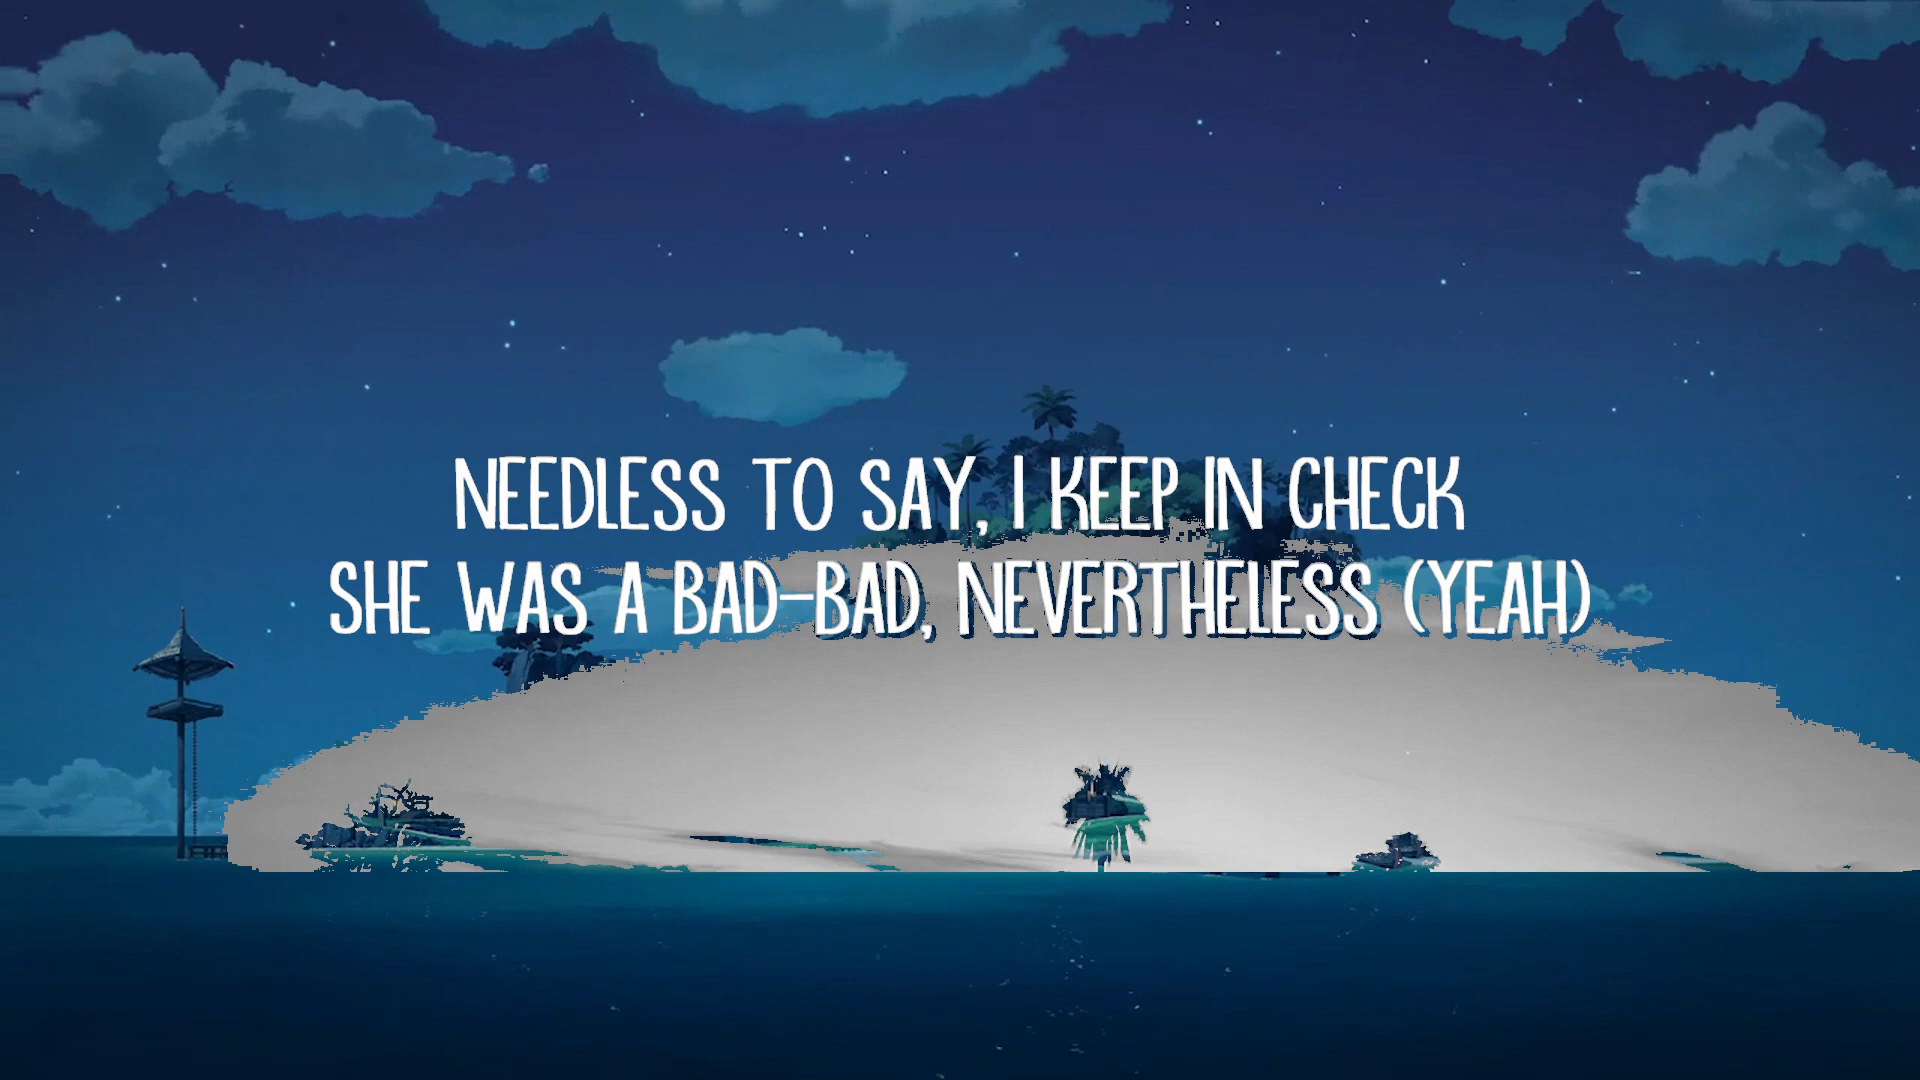 NEEDLESS TO SAY, I KEEP IN CHECK
SHE WAS A BAD-BAD, NEVERTHELESS (YEAH)